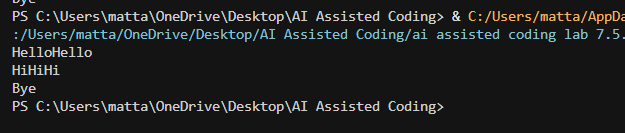 Bye
PS C:\Users\matta\OneDrive\Desktop\AI Assisted Coding> & C:/Users/matta/AppDa
:/Users/matta/OneDrive/Desktop/AI Assisted Coding/ai assisted coding lab 7.5.
HelloHello
HiHiHi
Bye
PS C:\Users\matta\OneDrive\Desktop\AI Assisted Coding>